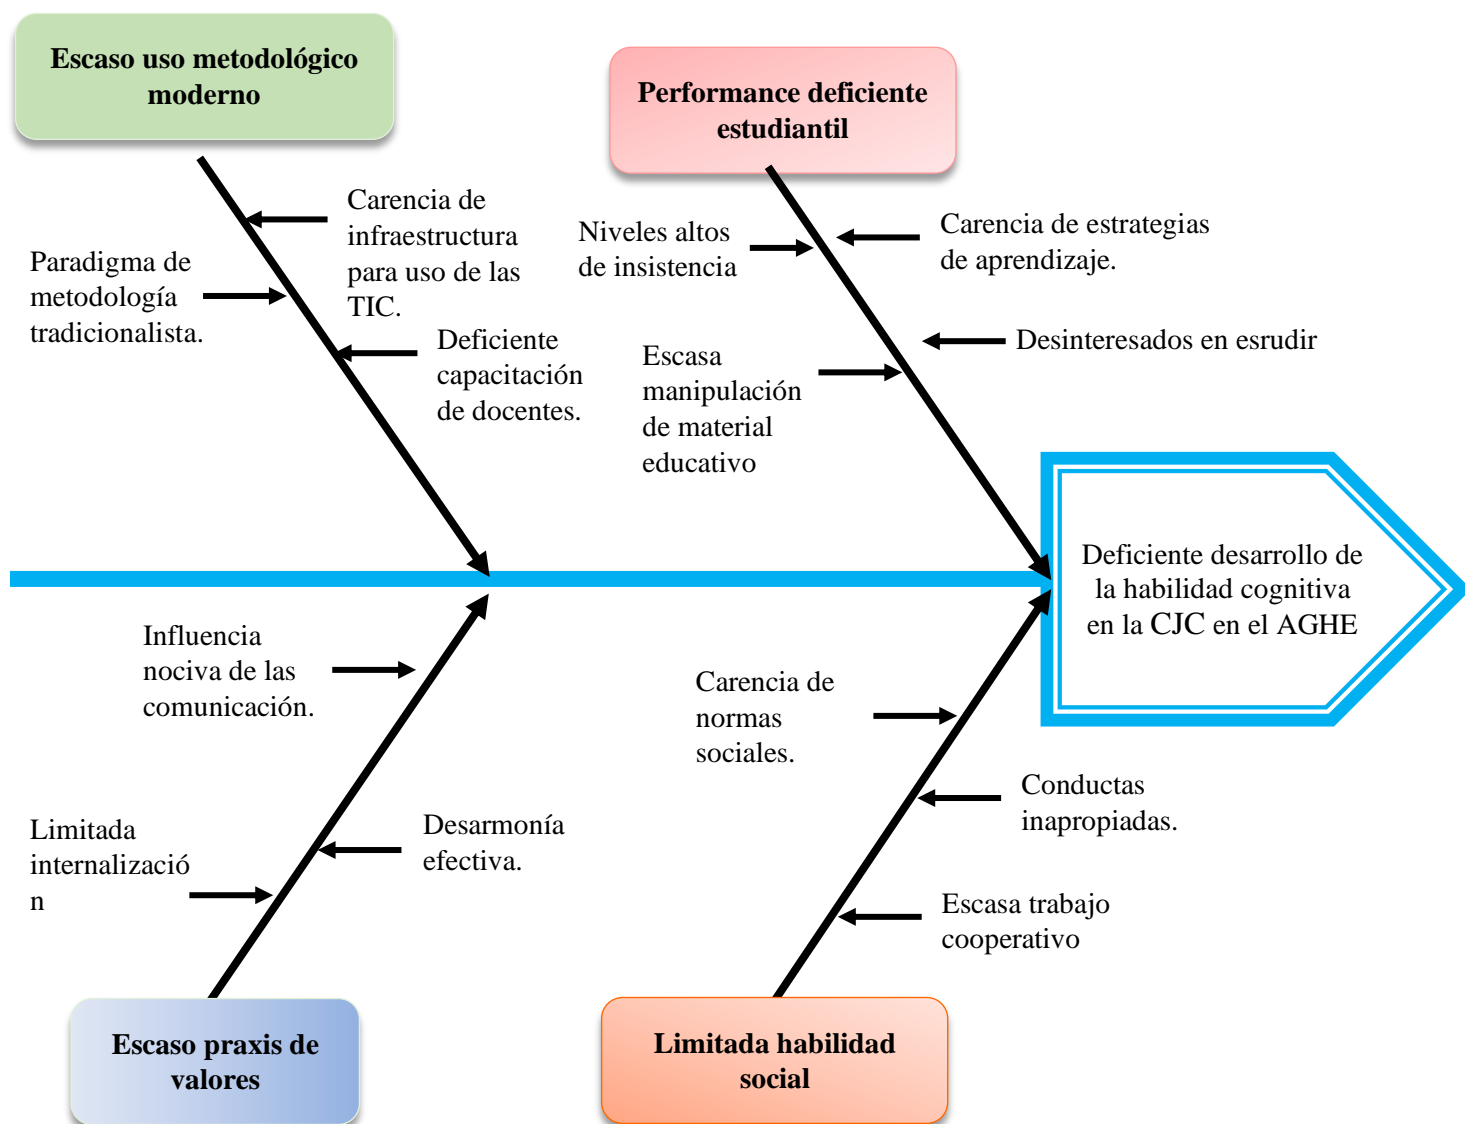 Escaso uso metodológico
moderno
Performance deficiente
estudiantil
Carencia de
infraestructura
para uso de las
TIC.
Paradigma de
metodología
tradicionalista.
Deficiente
capacitación
de docentes.
Niveles altos
de insistencia
Carencia de estrategias
de aprendizaje.
Desinteresados en esrudir
Escasa
manipulación
de material
educativo
Deficiente desarrollo de
la habilidad cognitiva
en la CJC en el AGHE
Influencia
nociva de las
comunicación.
Limitada
internalizació
n
Desarmonía
efectiva.
Carencia de
normas
sociales.
Conductas
inapropiadas.
Escasa trabajo
cooperativo
Escaso praxis de
valores
Limitada habilidad
social